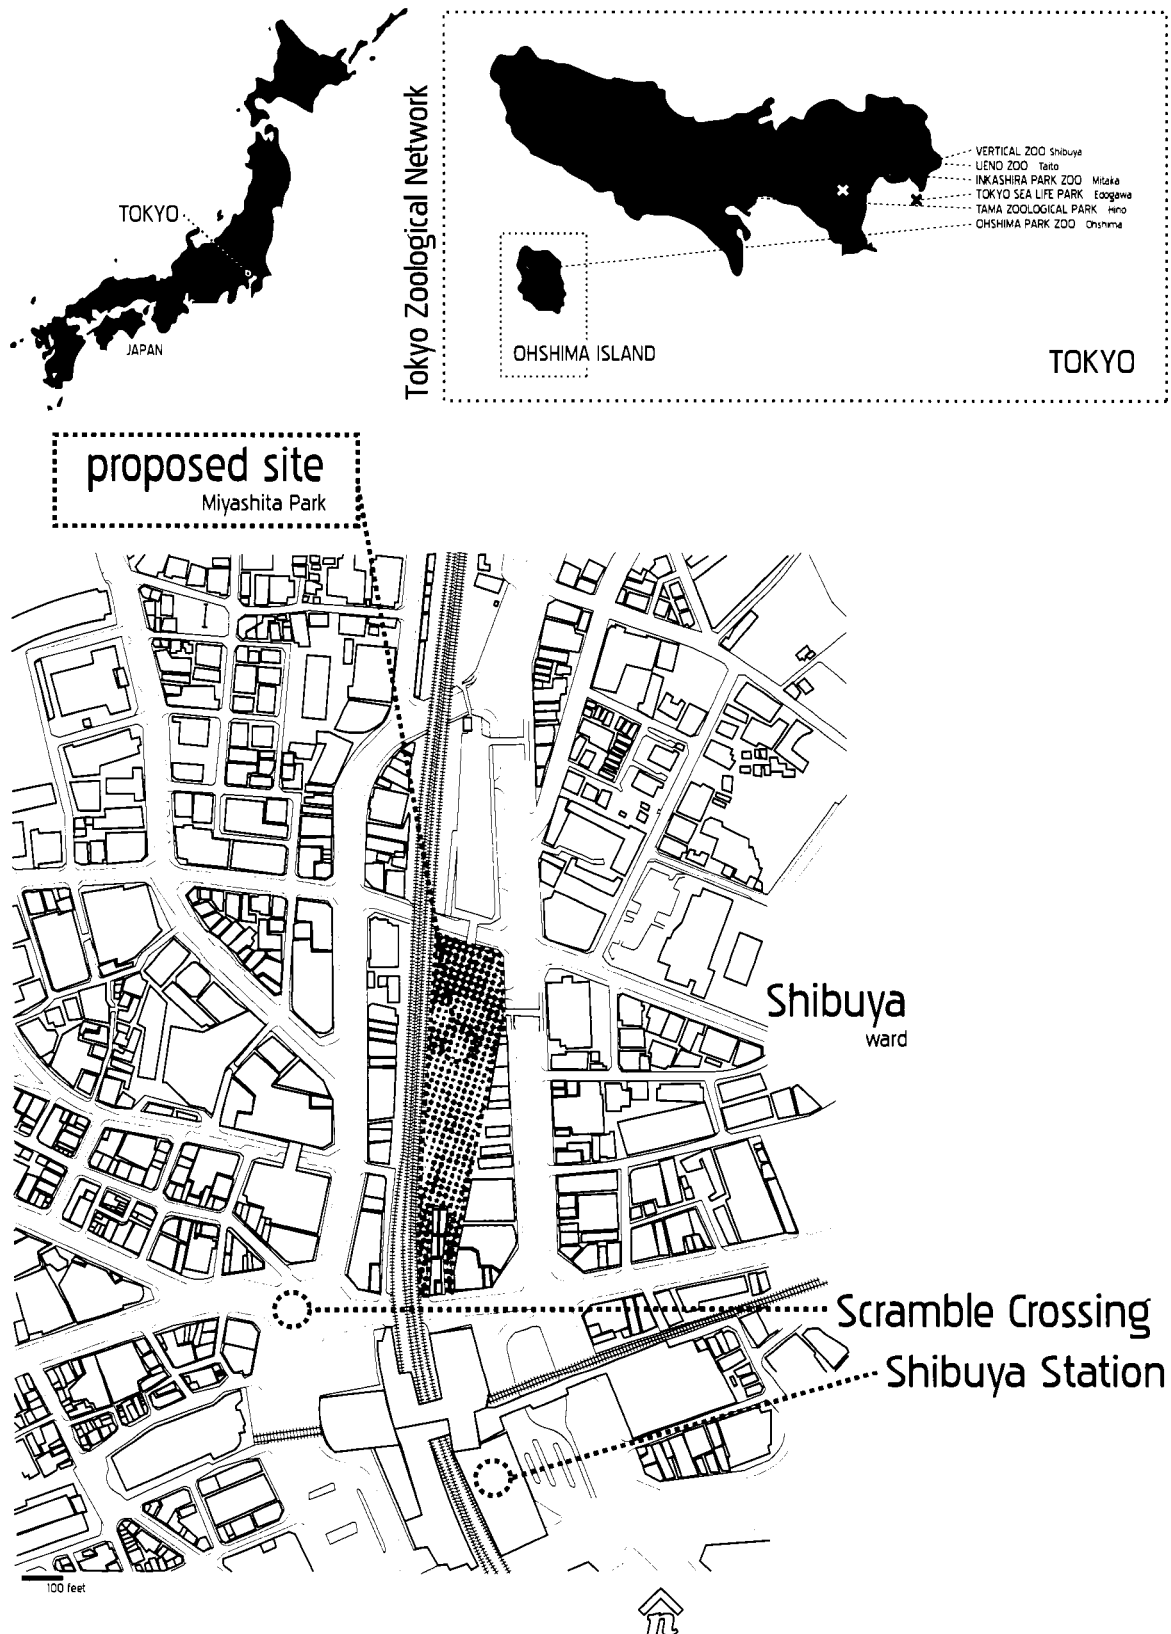 TOKYO
JAPAN
Tokyo Zoological Network
VERTICAL ZOO Shibuya
UENO ZOO Taito
INKASHIRA PARK ZOO Mitaka
TOKYO SEA LIFE PARK Edogawa
TAMA ZOOLOGICAL PARK Hino
OHSHIMA PARK ZOO Ohshima
OHSHIMA ISLAND
TOKYO
proposed site
Miyashita Park
Shibuya
ward
Scramble Crossing
Shibuya Station
100 feet
n